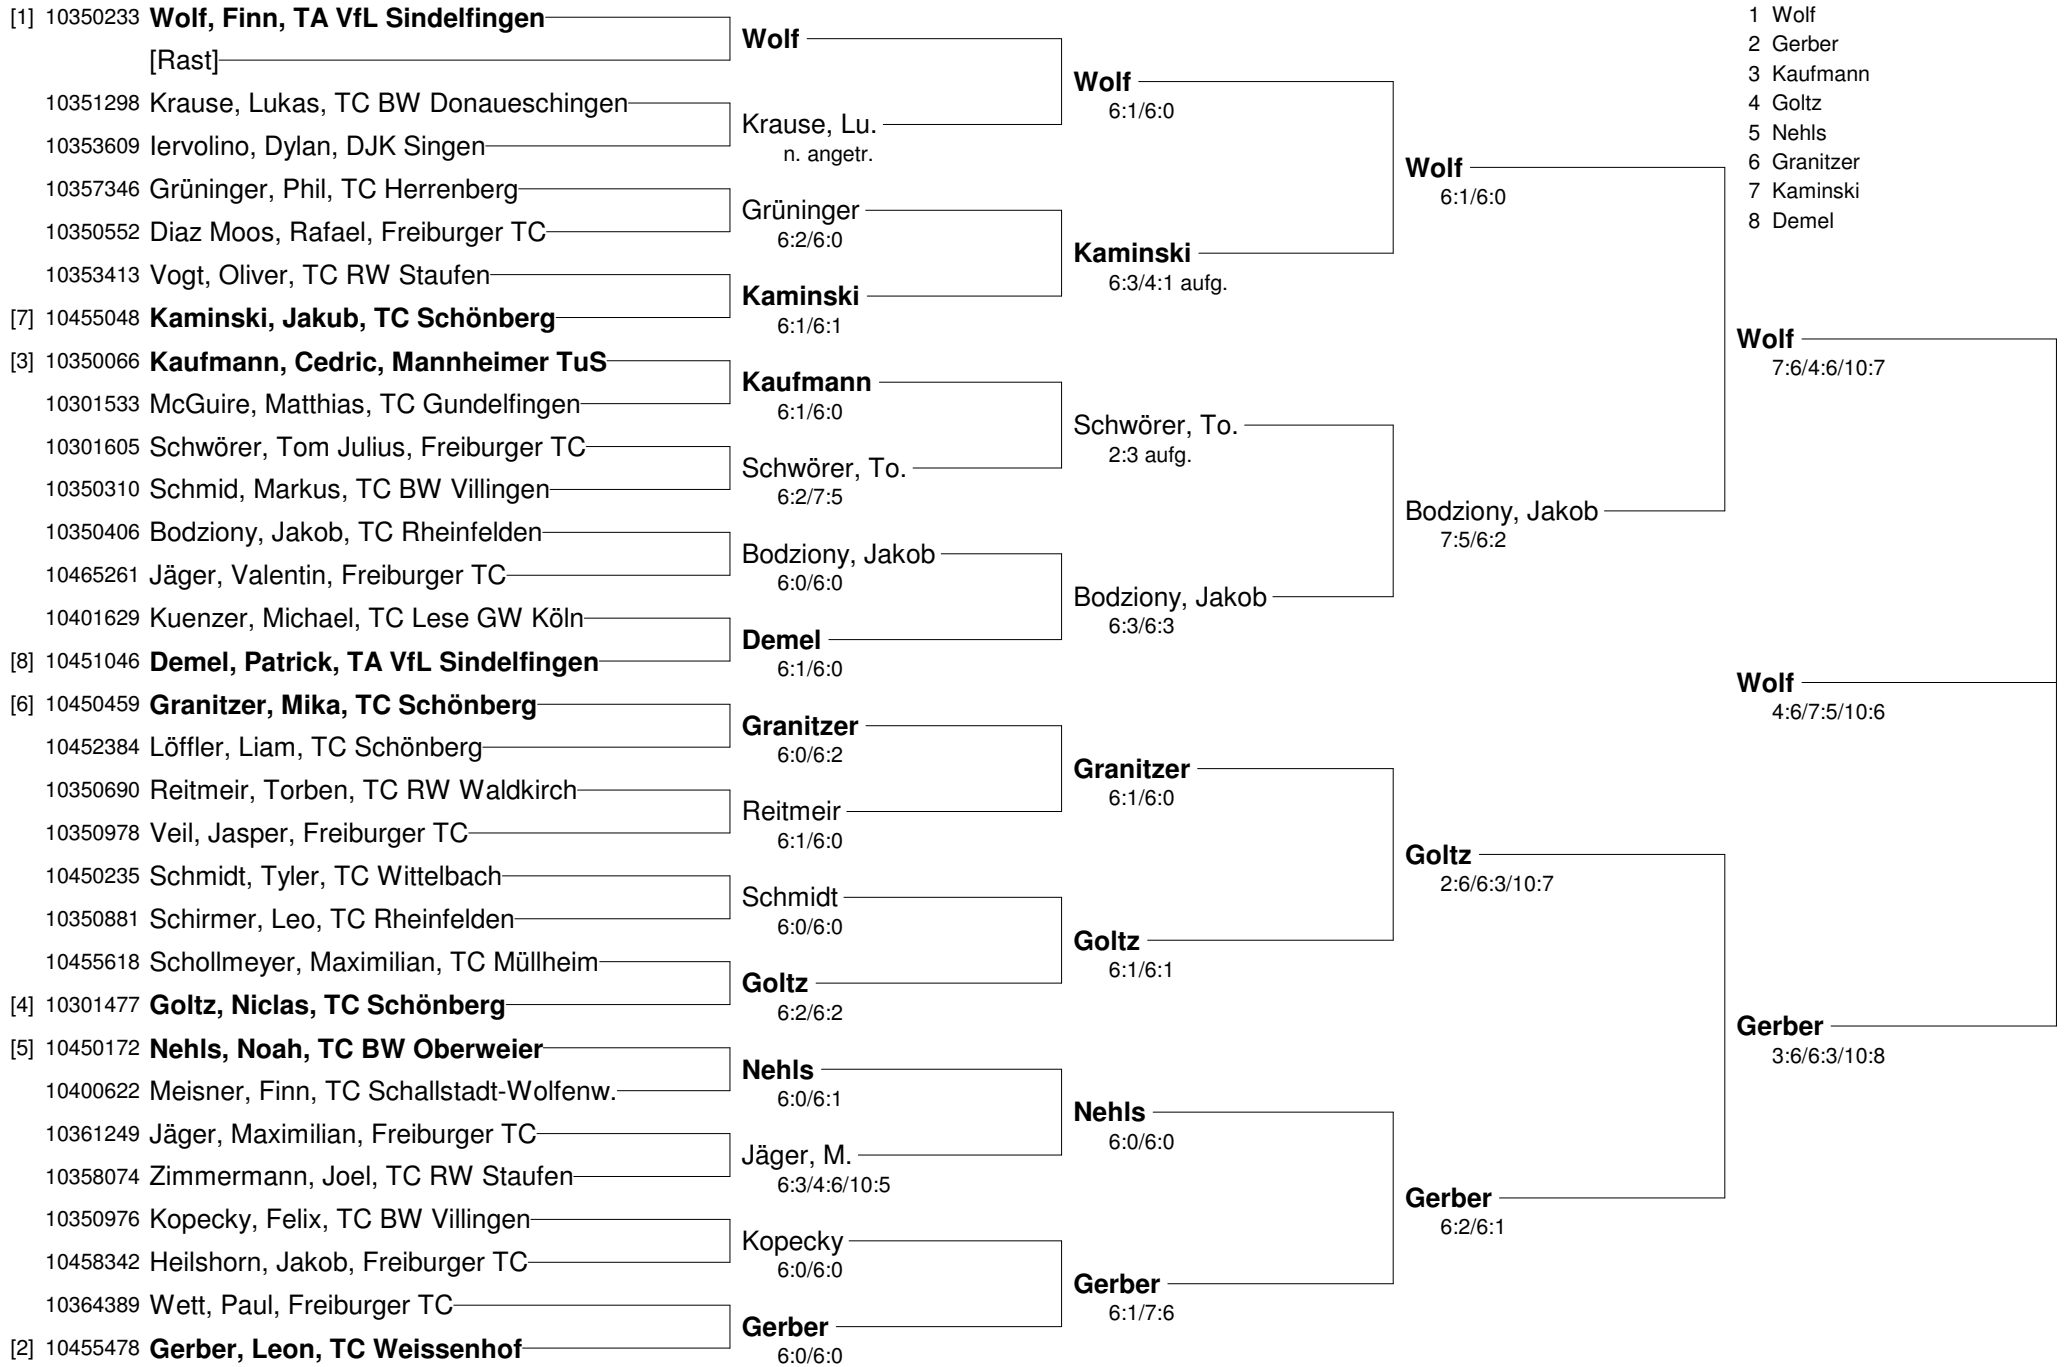 [1] 10350233 Wolf, Finn, TA VfL Sindelfingen
[Rast]
10351298 Krause, Lukas, TC BW Donaueschingen
10353609 Iervolino, Dylan, DJK Singen
10357346 Grüninger, Phil, TC Herrenberg
10350552 Diaz Moos, Rafael, Freiburger TC
10353413 Vogt, Oliver, TC RW Staufen
[7] 10455048 Kaminski, Jakub, TC Schönberg
[3] 10350066 Kaufmann, Cedric, Mannheimer TuS
10301533 McGuire, Matthias, TC Gundelfingen
10301605 Schwörer, Tom Julius, Freiburger TC
10350310 Schmid, Markus, TC BW Villingen
10350406 Bodziony, Jakob, TC Rheinfelden
10465261 Jäger, Valentin, Freiburger TC
10401629 Kuenzer, Michael, TC Lese GW Köln
[8] 10451046 Demel, Patrick, TA VfL Sindelfingen
[6] 10450459 Granitzer, Mika, TC Schönberg
10452384 Löffler, Liam, TC Schönberg
10350690 Reitmeir, Torben, TC RW Waldkirch
10350978 Veil, Jasper, Freiburger TC
10450235 Schmidt, Tyler, TC Wittelbach
10350881 Schirmer, Leo, TC Rheinfelden
10455618 Schollmeyer, Maximilian, TC Müllheim
[4] 10301477 Goltz, Niclas, TC Schönberg
[5] 10450172 Nehls, Noah, TC BW Oberweier
10400622 Meisner, Finn, TC Schallstadt-Wolfenw.
10361249 Jäger, Maximilian, Freiburger TC
10358074 Zimmermann, Joel, TC RW Staufen
10350976 Kopecky, Felix, TC BW Villingen
10458342 Heilshorn, Jakob, Freiburger TC
10364389 Wett, Paul, Freiburger TC
[2] 10455478 Gerber, Leon, TC Weissenhof
Wolf
Krause, Lu.
n. angetr.
Grüninger
6:2/6:0
Kaminski
6:1/6:1
Kaufmann
6:1/6:0
Schwörer, To.
6:2/7:5
Bodziony, Jakob
6:0/6:0
Demel
6:1/6:0
Granitzer
6:0/6:2
Reitmeir
6:1/6:0
Schmidt
6:0/6:0
Goltz
6:2/6:2
Nehls
6:0/6:1
Jäger, M.
6:3/4:6/10:5
Kopecky
6:0/6:0
Gerber
6:0/6:0
Wolf
6:1/6:0
Kaminski
6:3/4:1 aufg.
Schwörer, To.
2:3 aufg.
Bodziony, Jakob
6:3/6:3
Granitzer
6:1/6:0
Goltz
6:1/6:1
Nehls
6:0/6:0
Gerber
6:1/7:6
Wolf
6:1/6:0
Bodziony, Jakob
7:5/6:2
Goltz
2:6/6:3/10:7
Gerber
6:2/6:1
1 Wolf
2 Gerber
3 Kaufmann
4 Goltz
5 Nehls
6 Granitzer
7 Kaminski
8 Demel
Wolf
7:6/4:6/10:7
Wolf
4:6/7:5/10:6
Gerber
3:6/6:3/10:8